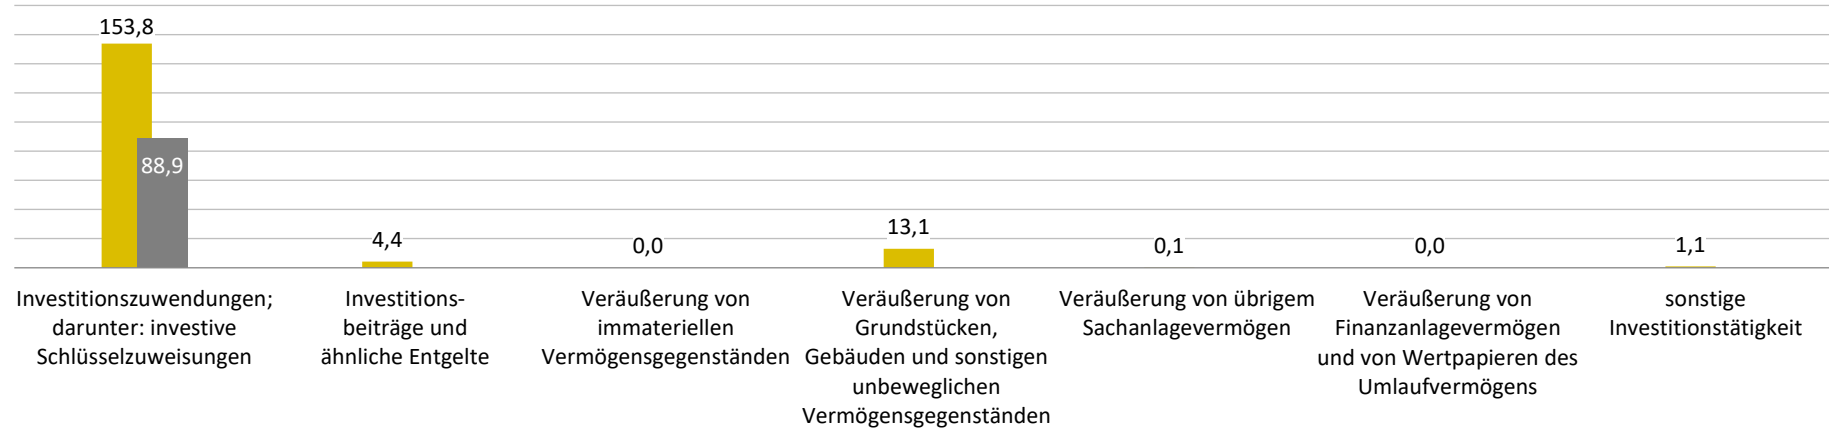 153,8
88,9
4,4
0,0
13,1
0,1
0,0
1,1
Investitionszuwendungen;
darunter: investive
Schlüsselzuweisungen
Investitions-
beiträge und
ähnliche Entgelte
Veräußerung von
immateriellen
Vermögensgegenständen
Veräußerung von
Grundstücken,
Gebäuden und sonstigen
unbeweglichen
Vermögensgegenständen
Veräußerung von übrigem
Sachanlagevermögen
Veräußerung von
Finanzanlagevermögen
und von Wertpapieren des
Umlaufvermögens
sonstige
Investitionstätigkeit